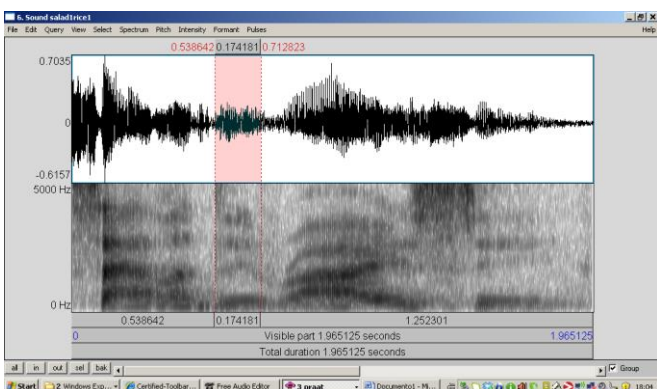 6. Sound salad1rice1
File Edit Query View Select Spectrum Pitch Intensity Formant Pulses Help
0.538642 0.174181 0.712823
0.7035
0
-0.6157
5000 Hz
0 Hz
0.538642 0.174181 1.252301
0 Visible part 1.965125 seconds 1.965125
Total duration 1.965125 seconds
all in out sel bak Group
Start 2 Windows Exp... Certified-Toolbar... Free Audio Editor 3 praat Documento1 - Mi... 18:04